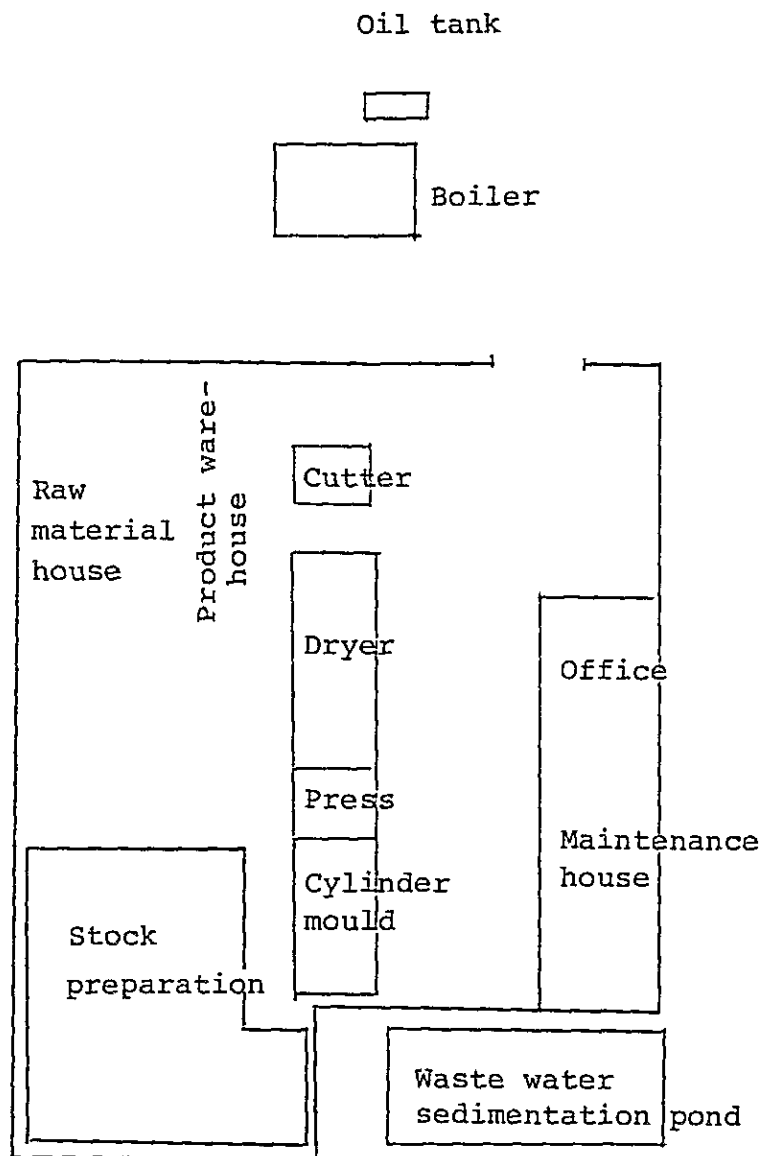 Oil tank
Boiler
Product ware-
house
Cutter
Raw
material
house
Dryer
Office
Press
Maintenance
house
Cylinder
mould
Stock
preparation
Waste water
sedimentation pond